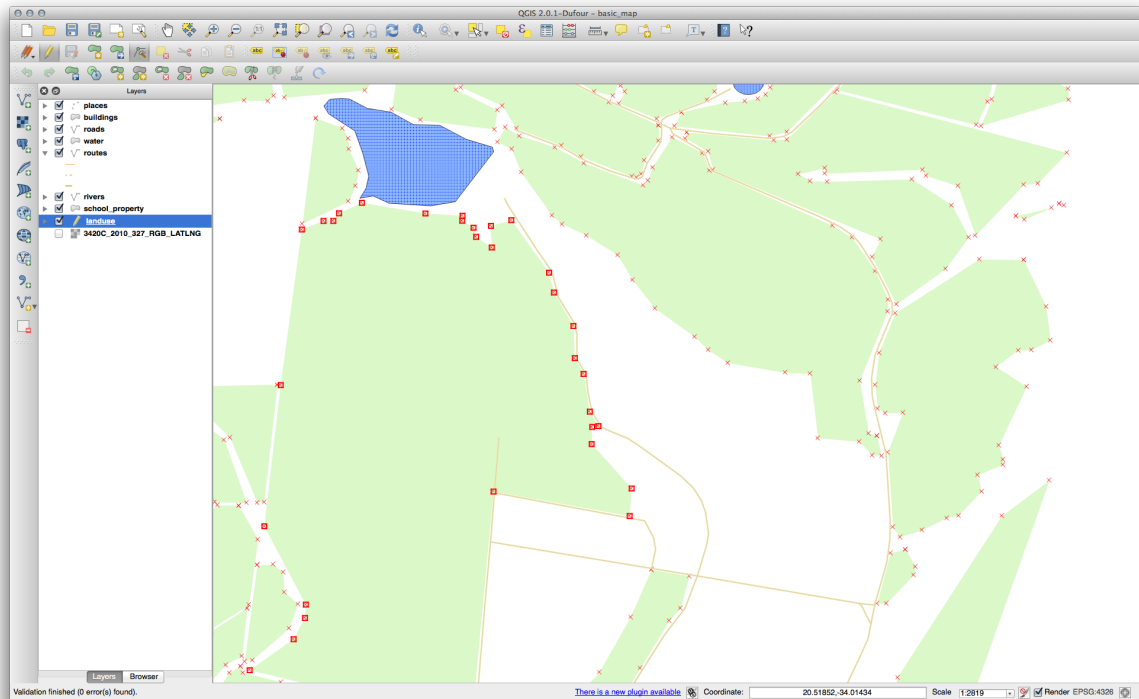 QGIS 2.0.1-Dufour - basic_map
Layers
places
buildings
roads
water
routes
rivers
school_property
landuse
3420C_2010_327_RGB_LATLNG
Layers Browser
Validation finished (0 error(s) found).
There is a new plugin available
Coordinate: 20.51852,-34.01434
Scale 1:2819
Render EPSG:4326